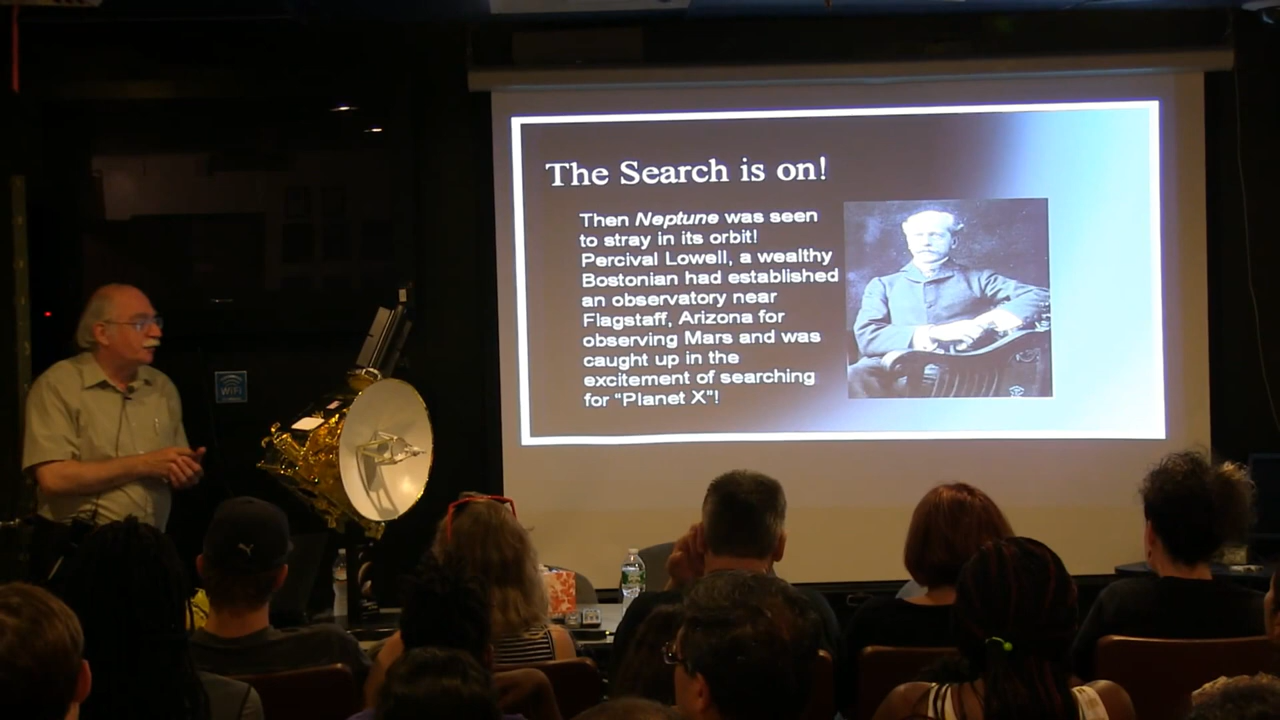 The Search is on!
Then Neptune was seen
to stray in its orbit!
Percival Lowell, a wealthy
Bostonian had established
an observatory near
Flagstaff, Arizona for
observing Mars and was
caught up in the
excitement of searching
for “Planet X”!
WiFi